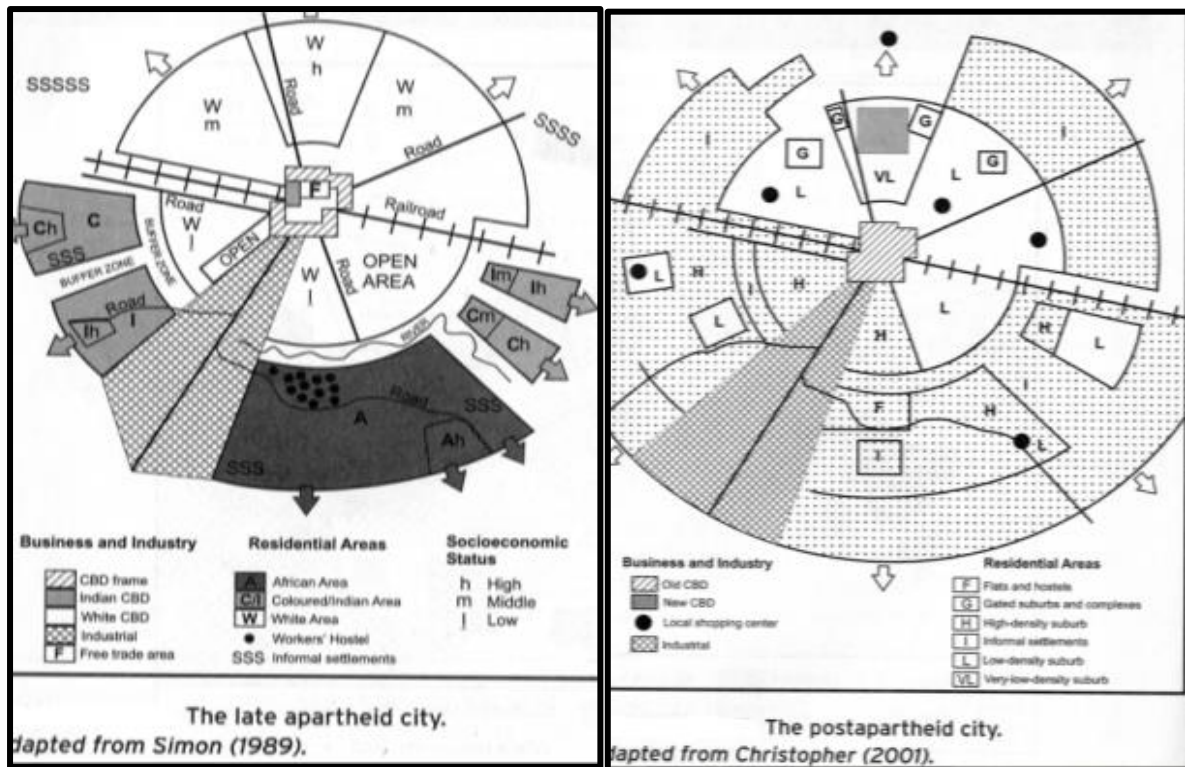 W
h
W
m
W
m
SSSSS
SSSS
Road
Road
Railroad
F
Road
W
l
OPEN
BUFFER ZONE
C
Ch
SSS
BUFFER ZONE
Road
Ih
I
W
l
Road
OPEN
AREA
Im
Ih
Cm
Ch
RIVER
A
Road
SSS
Ah
SSS
Business and Industry
CBD frame
Indian CBD
White CBD
Industrial
F Free trade area
Residential Areas
A African Area
C/I Coloured/Indian Area
W White Area
Workers' Hostel
SSS Informal settlements
Socioeconomic
Status
h High
m Middle
l Low
The late apartheid city.
dapted from Simon (1989).
G
G
I
I
G
L
VL
L
G
H
L
I
H
L
L
H
H
L
I
F
H
I
L
Business and Industry
Old CBD
New CBD
Local shopping center
Industrial
Residential Areas
F Flats and hostels
G Gated suburbs and complexes
H High-density suburb
I Informal settlements
L Low-density suburb
VL Very-low-density suburb
The postapartheid city.
dapted from Christopher (2001).